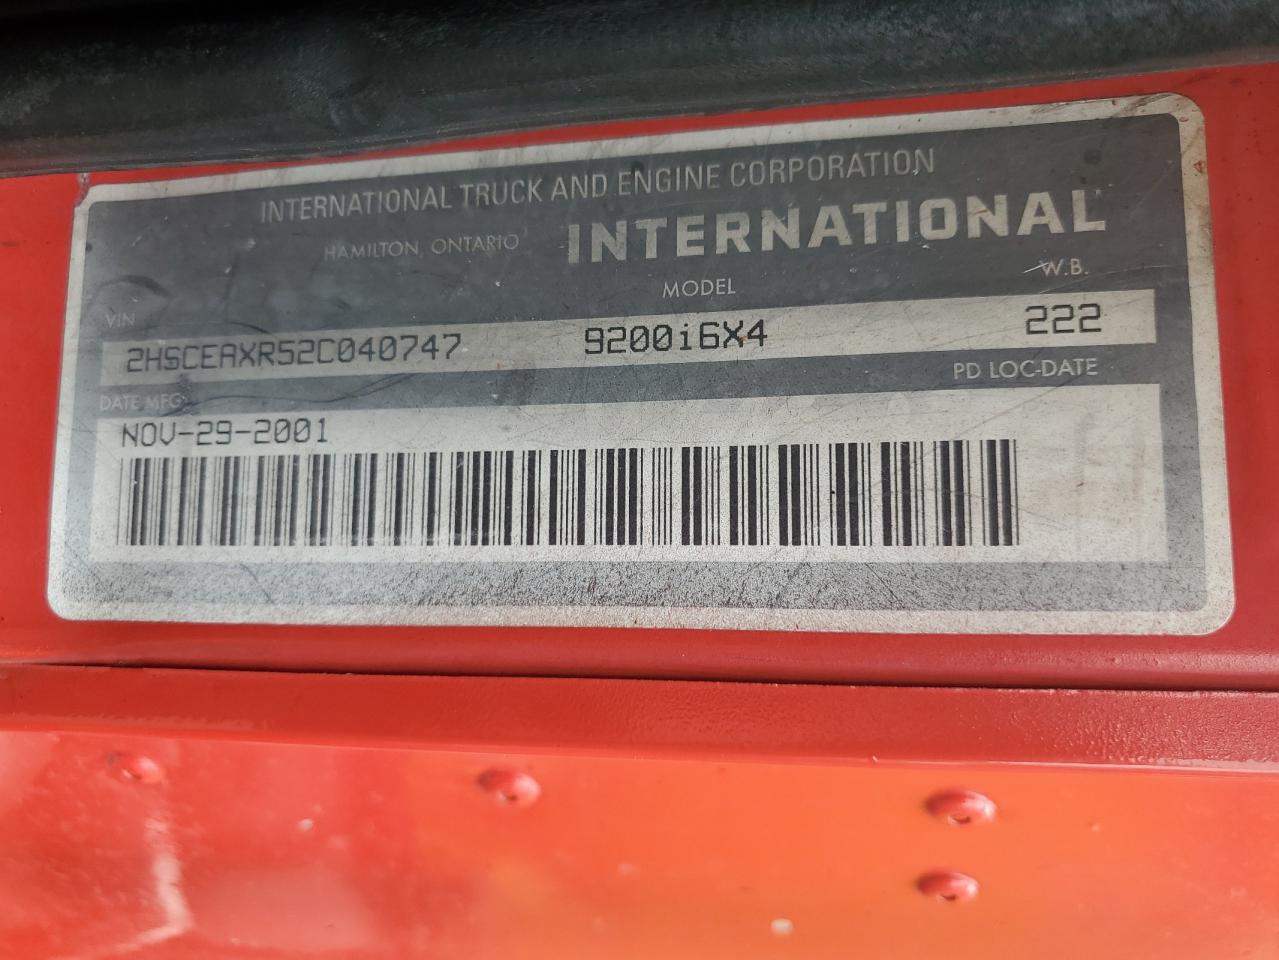 INTERNATIONAL TRUCK AND ENGINE CORPORATION
HAMILTON, ONTARIO INTERNATIONAL
MODEL W.B.
VIN
2HSCEAXR52C040747 9200i6X4 222
DATE MFG PD LOC-DATE
NOV-29-2001